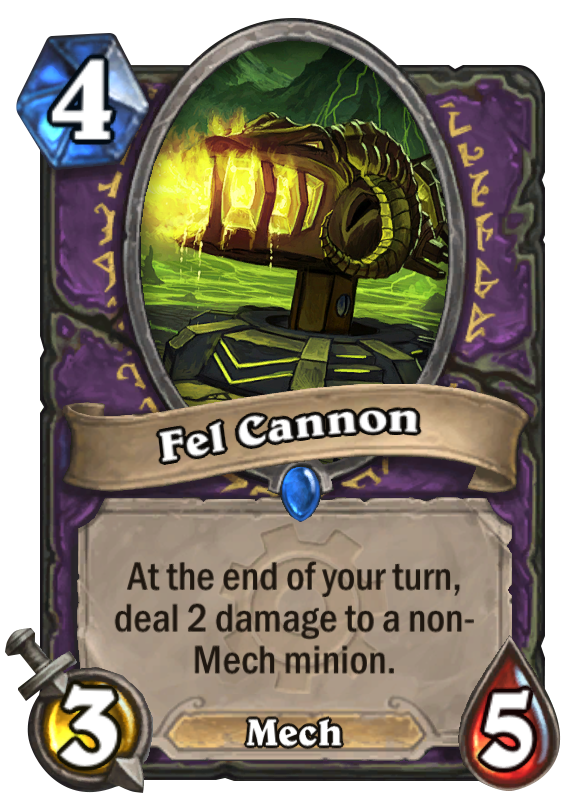 4
Fel Cannon
At the end of your turn,
deal 2 damage to a non-
Mech minion.
3
Mech
5